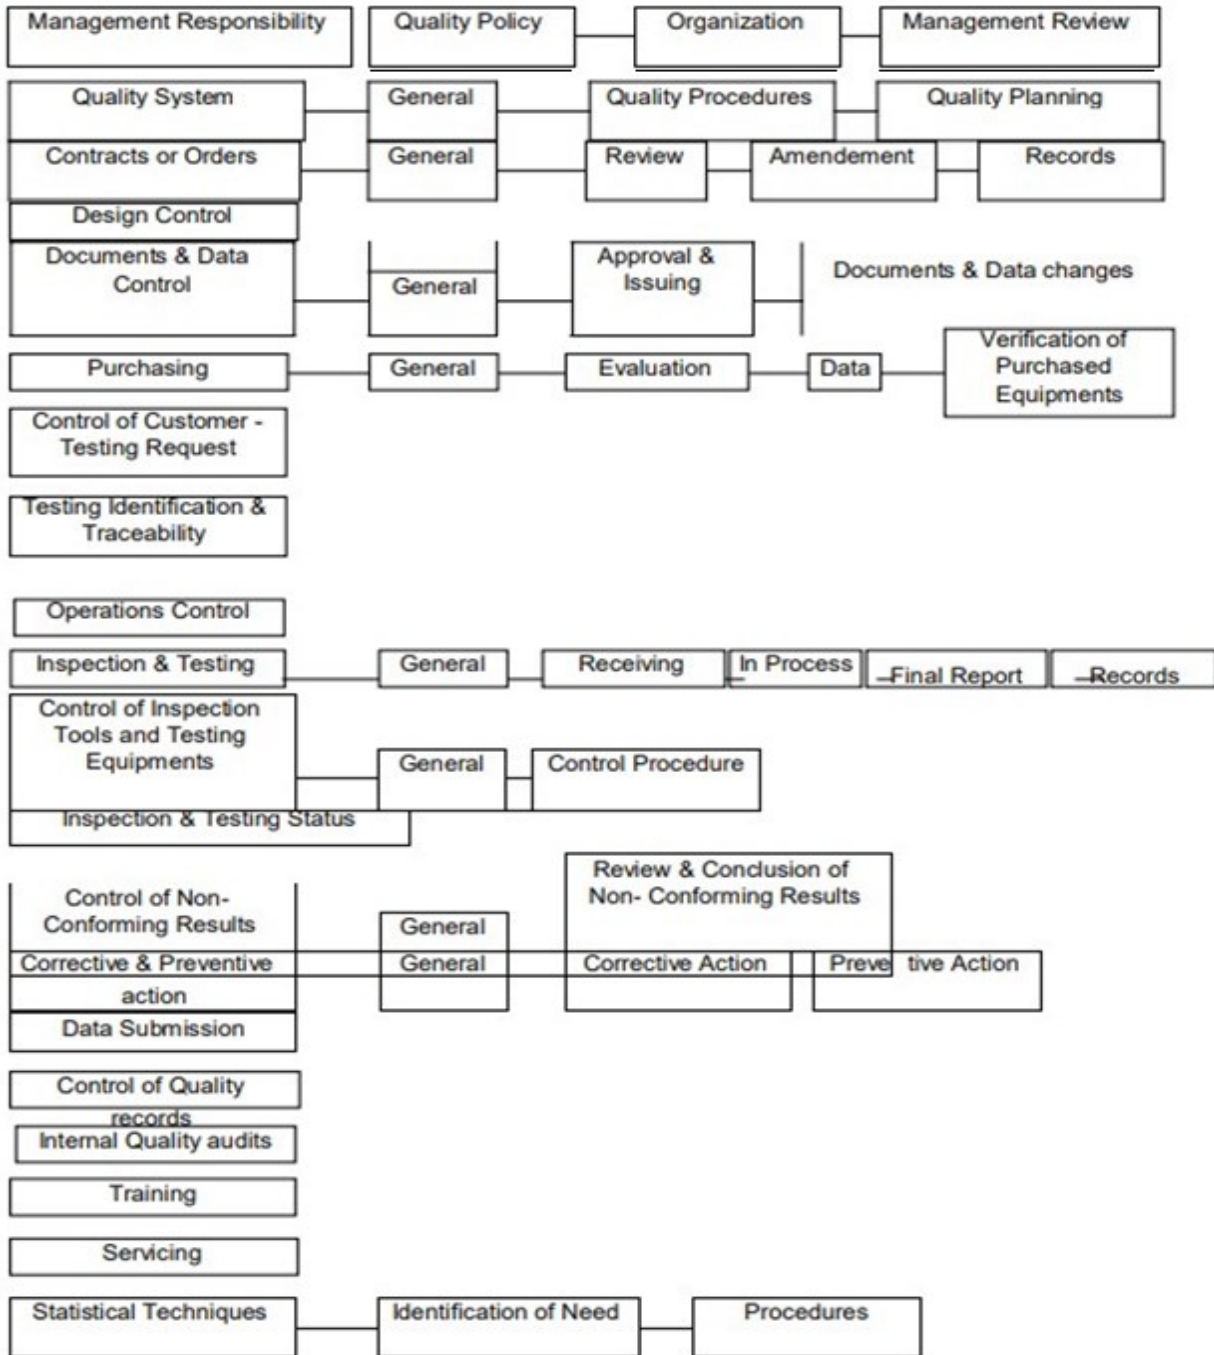 Management Responsibility Quality Policy Organization Management Review
Quality System General Quality Procedures Quality Planning
Contracts or Orders General Review Amendement Records
Design Control
Documents & Data
Control
General
Approval &
Issuing
Documents & Data changes
Purchasing General Evaluation Data
Verification of
Purchased
Equipments
Control of Customer -
Testing Request
Testing Identification &
Traceability
Operations Control
Inspection & Testing General Receiving In Process Final Report Records
Control of Inspection
Tools and Testing
Equipments
General Control Procedure
Inspection & Testing Status
Control of Non-
Conforming Results
General
Review & Conclusion of
Non- Conforming Results
Corrective & Preventive
action
General Corrective Action Preve tive Action
Data Submission
Control of Quality
records
Internal Quality audits
Training
Servicing
Statistical Techniques Identification of Need Procedures